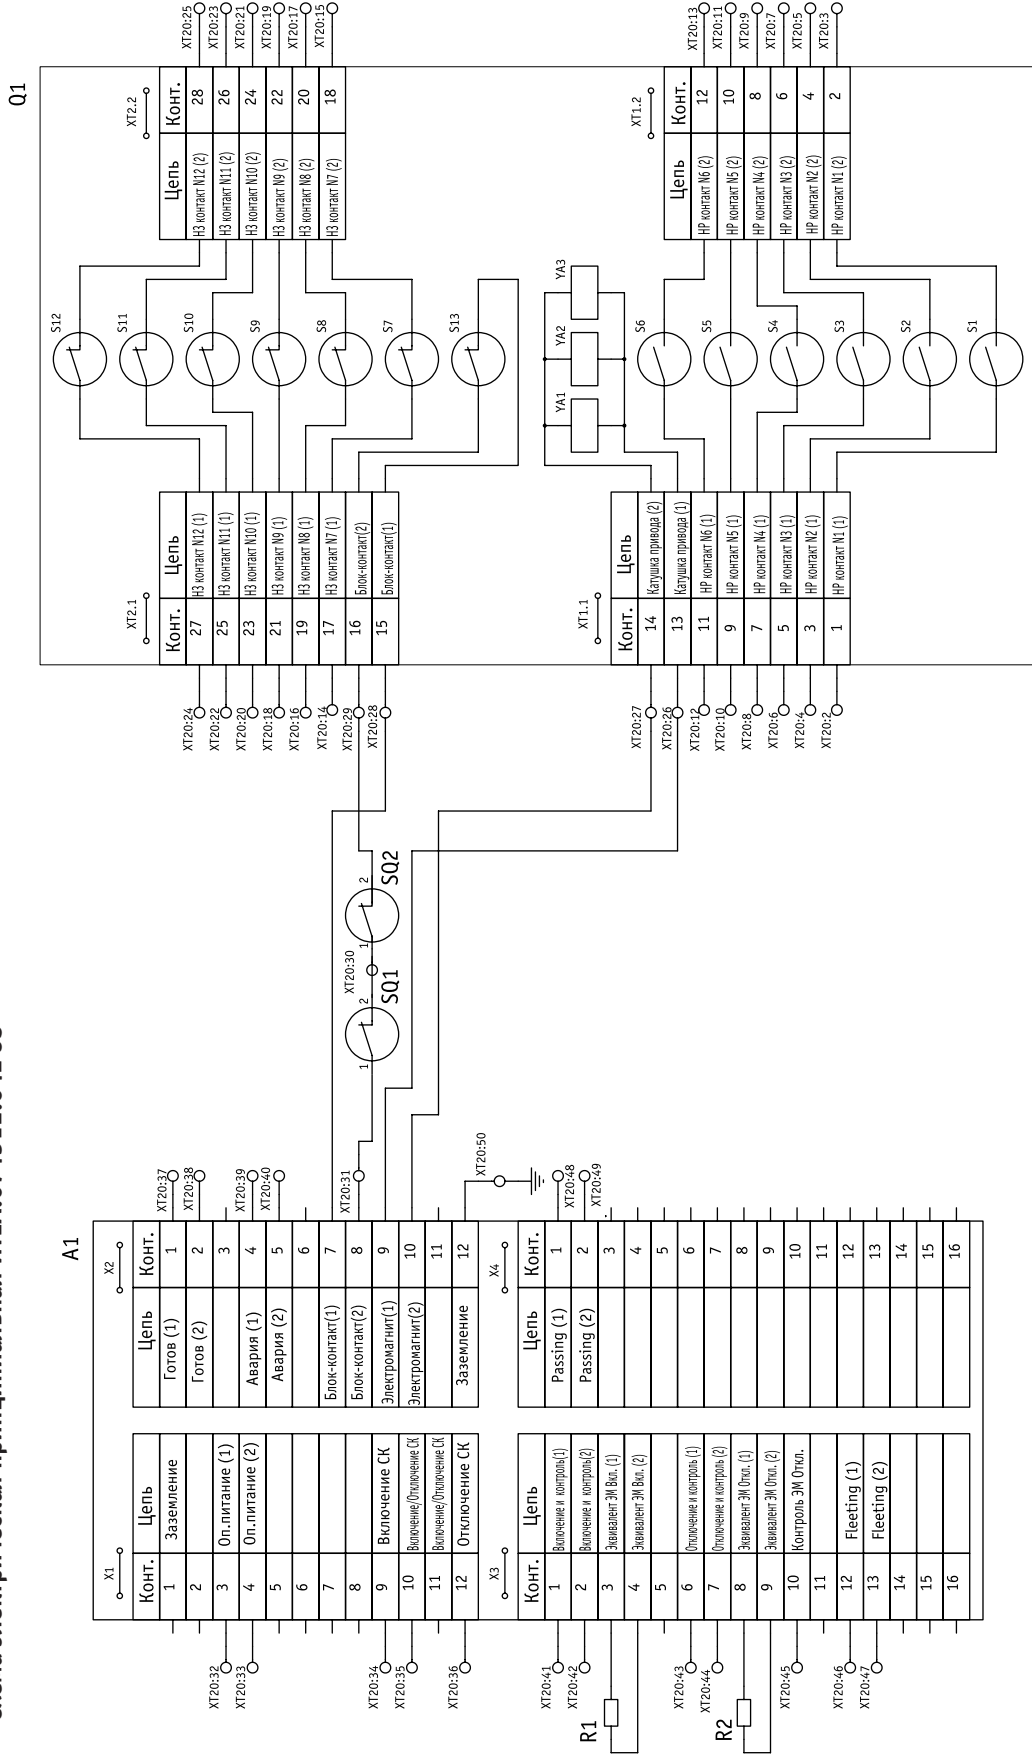 Q1
XT20:25
XT20:23
XT20:21
XT20:19
XT20:17
XT20:15
XT2.2
Цепь Конт.
НЗ контакт N12 (2) 28
НЗ контакт N11 (2) 26
НЗ контакт N10 (2) 24
НЗ контакт N9 (2) 22
НЗ контакт N8 (2) 20
НЗ контакт N7 (2) 18
XT20:13
XT20:11
XT20:9
XT20:7
XT20:5
XT20:3
XT1.2
Цепь Конт.
НР контакт N6 (2) 12
НР контакт N5 (2) 10
НР контакт N4 (2) 8
НР контакт N3 (2) 6
НР контакт N2 (2) 4
НР контакт N1 (2) 2
S12
S11
S10
S9
S8
S7
S13
YA1
YA2
YA3
S6
S5
S4
S3
S2
S1
XT2.1
Конт. Цепь
27 НЗ контакт N12 (1)
25 НЗ контакт N11 (1)
23 НЗ контакт N10 (1)
21 НЗ контакт N9 (1)
19 НЗ контакт N8 (1)
17 НЗ контакт N7 (1)
16 Блок-контакт(2)
15 Блок-контакт(1)
XT1.1
Конт. Цепь
14 Катушка привода (2)
13 Катушка привода (1)
11 НР контакт N6 (1)
9 НР контакт N5 (1)
7 НР контакт N4 (1)
5 НР контакт N3 (1)
3 НР контакт N2 (1)
1 НР контакт N1 (1)
XT20:24
XT20:22
XT20:20
XT20:18
XT20:16
XT20:14
XT20:29
XT20:28
XT20:27
XT20:26
XT20:12
XT20:10
XT20:8
XT20:6
XT20:4
XT20:2
1 2
SQ2
XT20:30
1 2
SQ1
A1
XT20:37
XT20:38
XT20:39
XT20:40
XT20:31
XT20:50
XT20:48
XT20:49
X2
Цепь Конт.
Готов (1) 1
Готов (2) 2
3
Авария (1) 4
Авария (2) 5
6
Блок-контакт(1) 7
Блок-контакт(2) 8
Электромагнит(1) 9
Электромагнит(2) 10
11
Заземление 12
X4
Цепь Конт.
Passing (1) 1
Passing (2) 2
3
4
5
6
7
8
9
10
11
12
13
14
15
16
X1
Конт. Цепь
1 Заземление
2
3 Оп.питание (1)
4 Оп.питание (2)
5
6
7
8
9 Включение СК
10 Включение/Отключение СК
11 Включение/Отключение СК
12 Отключение СК
X3
Конт. Цепь
1 Включение и контроль(1)
2 Включение и контроль(2)
3 Эквивалент ЭМ Вкл. (1)
4 Эквивалент ЭМ Вкл. (2)
5
6 Отключение и контроль (1)
7 Отключение и контроль (2)
8 Эквивалент ЭМ Откл. (1)
9 Эквивалент ЭМ Откл. (2)
10 Контроль ЭМ Откл.
11
12 Fleeting (1)
13 Fleeting (2)
14
15
16
XT20:32
XT20:33
XT20:34
XT20:35
XT20:36
XT20:41
XT20:42
R1
XT20:43
XT20:44
R2
XT20:45
XT20:46
XT20:47